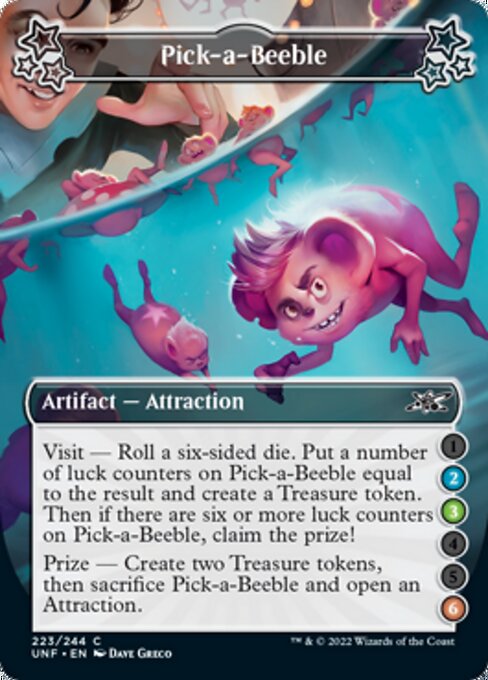 Pick-a-Beeble
Artifact — Attraction
Visit — Roll a six-sided die. Put a number
of luck counters on Pick-a-Beeble equal
to the result and create a Treasure token.
Then if there are six or more luck counters
on Pick-a-Beeble, claim the prize!
Prize — Create two Treasure tokens,
then sacrifice Pick-a-Beeble and open an
Attraction.
1
2
3
4
5
6
223/244 C
UNF • EN Dave Greco
™ & © 2022 Wizards of the Coast